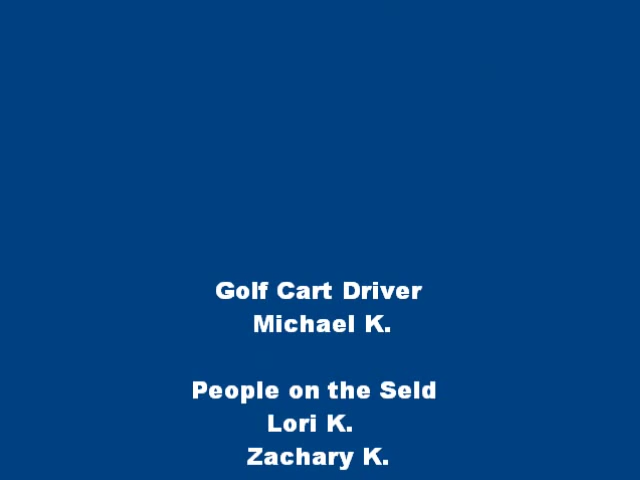 Golf Cart Driver
Michael K.
People on the Seld
Lori K.
Zachary K.